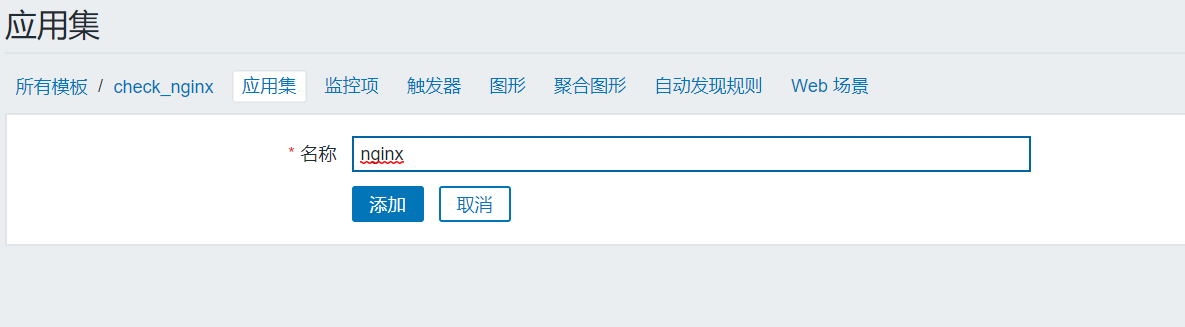 应用集
所有模板 / check_nginx 应用集 监控项 触发器 图形 聚合图形 自动发现规则 Web 场景
* 名称 nginx
添加 取消